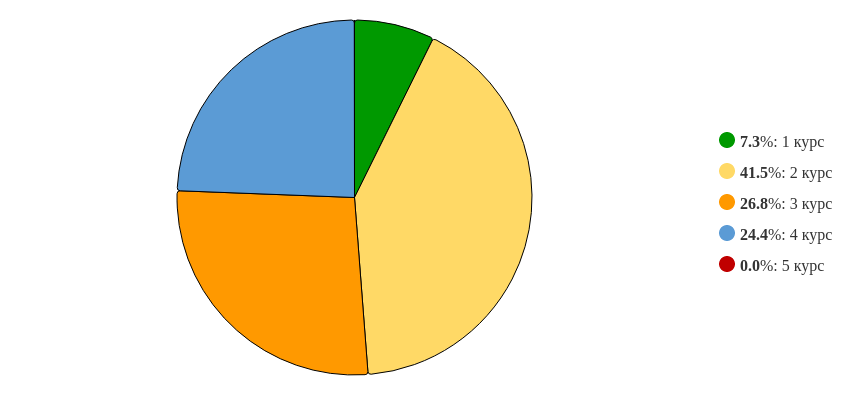 7.3%: 1 курс
41.5%: 2 курс
26.8%: 3 курс
24.4%: 4 курс
0.0%: 5 курс